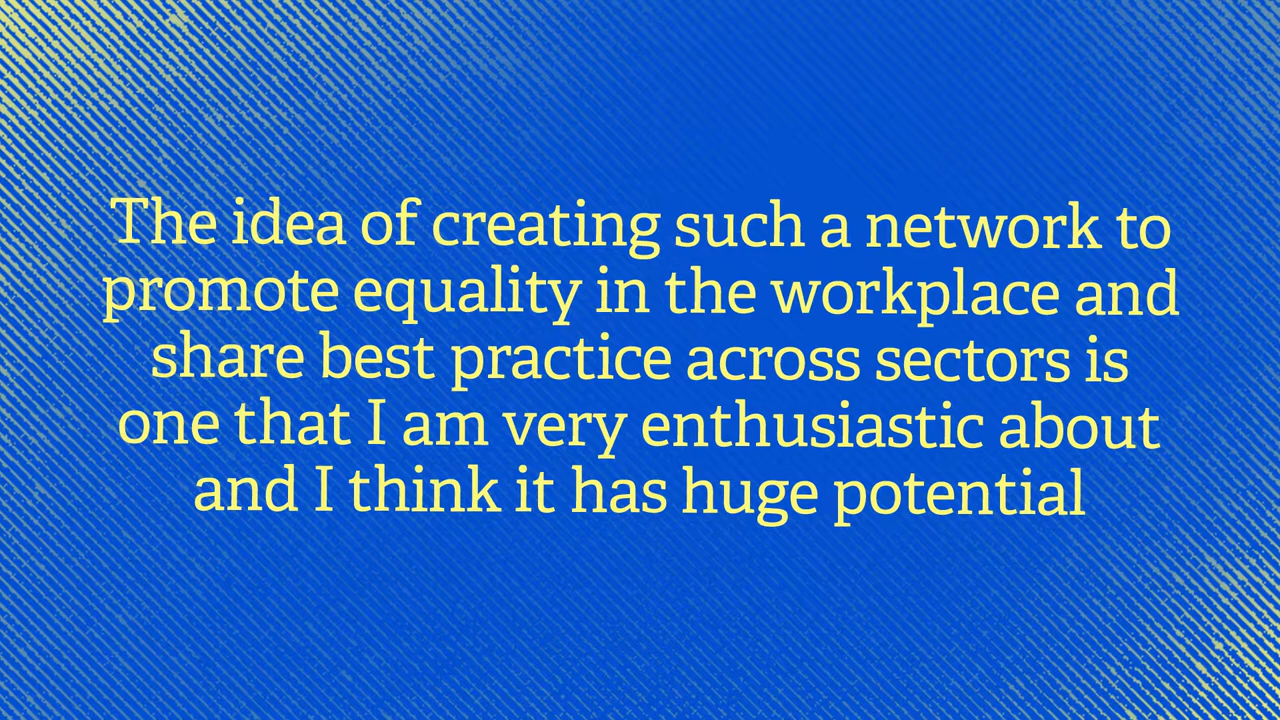 The idea of creating such a network to
promote equality in the workplace and
share best practice across sectors is
one that I am very enthusiastic about
and I think it has huge potential